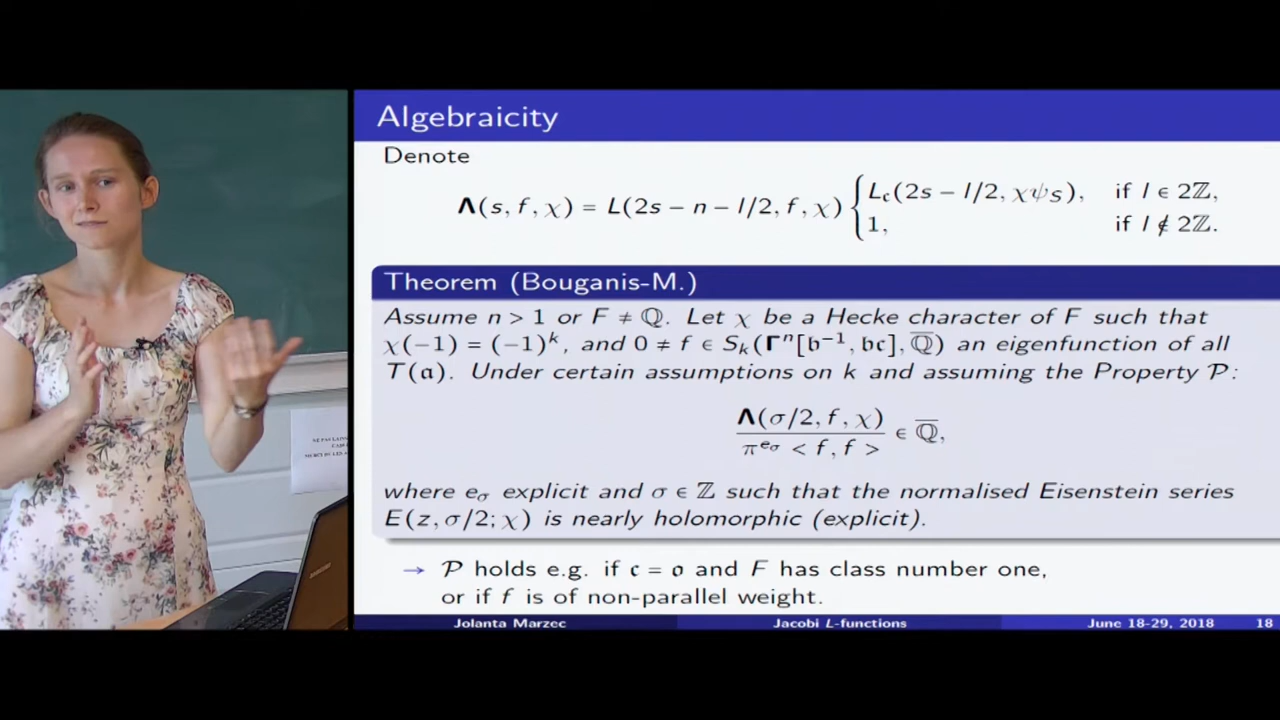 Algebraicity
Denote
Λ(s, f, χ) = L(2s − n − l/2, f, χ) { L_𝔠(2s − l/2, χψ_S), if l ∈ 2ℤ,
1, if l ∉ 2ℤ.
Theorem (Bouganis-M.)
Assume n > 1 or F ≠ ℚ. Let χ be a Hecke character of F such that
χ(−1) = (−1)^k, and 0 ≠ f ∈ S_k(Γ^n[𝔟^{−1}, 𝔟𝔠], ℚ̅) an eigenfunction of all
T(𝔞). Under certain assumptions on k and assuming the Property 𝒫:
Λ(σ/2, f, χ)
π^{e_σ} < f, f > ∈ ℚ̅,
where e_σ explicit and σ ∈ ℤ such that the normalised Eisenstein series
E(z, σ/2; χ) is nearly holomorphic (explicit).
→ 𝒫 holds e.g. if 𝔠 = 𝔬 and F has class number one,
or if f is of non-parallel weight.
Jolanta Marzec Jacobi L-functions June 18-29, 2018 18